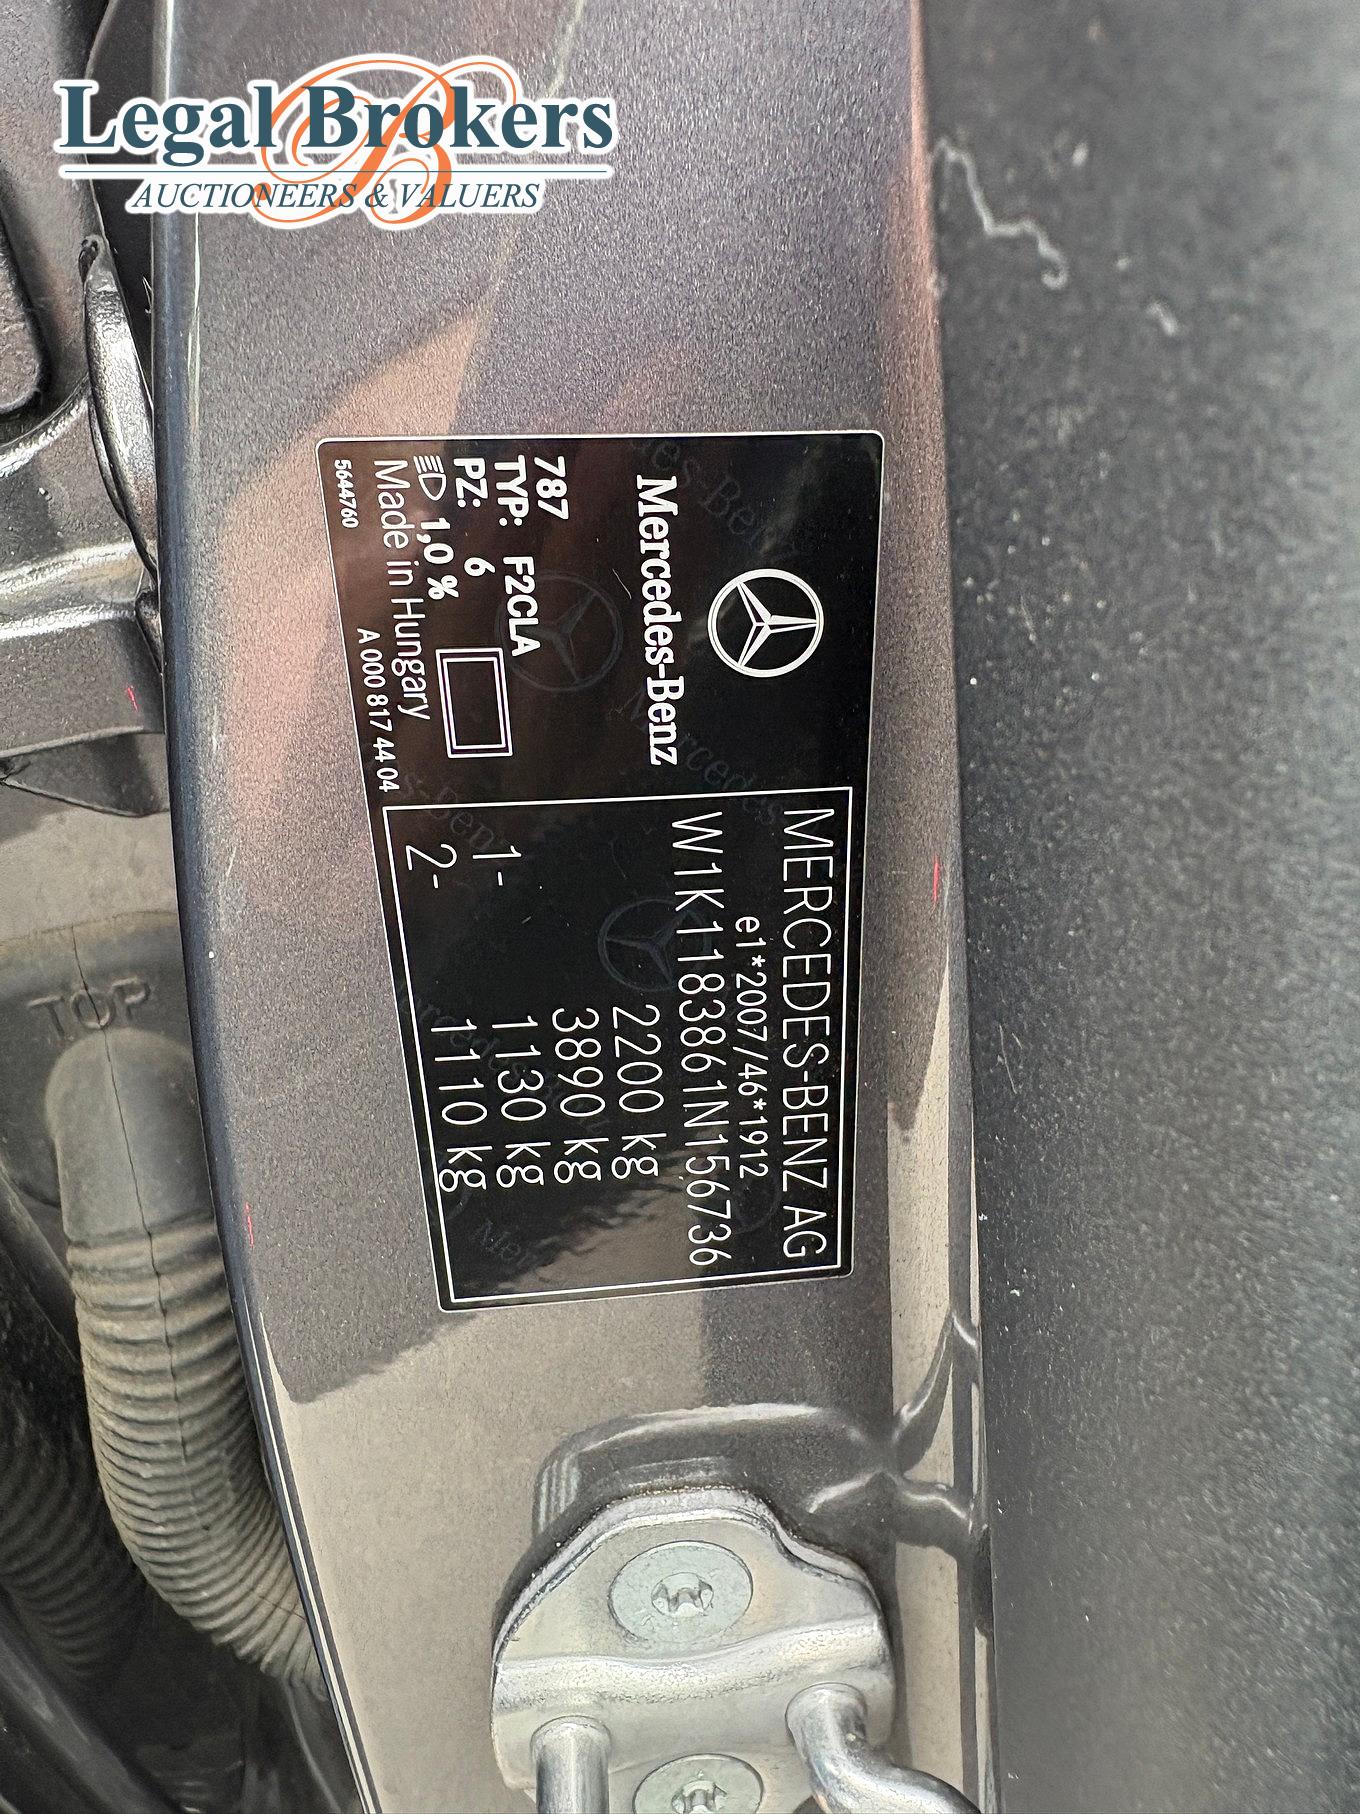 Legal Brokers
AUCTIONEERS & VALUERS
Mercedes-Benz
787
TYP: F2CLA
PZ: 6
1,0 %
Made in Hungary
5644760 A 000 817 44 04
MERCEDES-BENZ AG
e1*2007/46*1912
W1K1183861N156736
2200 kg
3890 kg
1- 1130 kg
2- 1110 kg
TOP